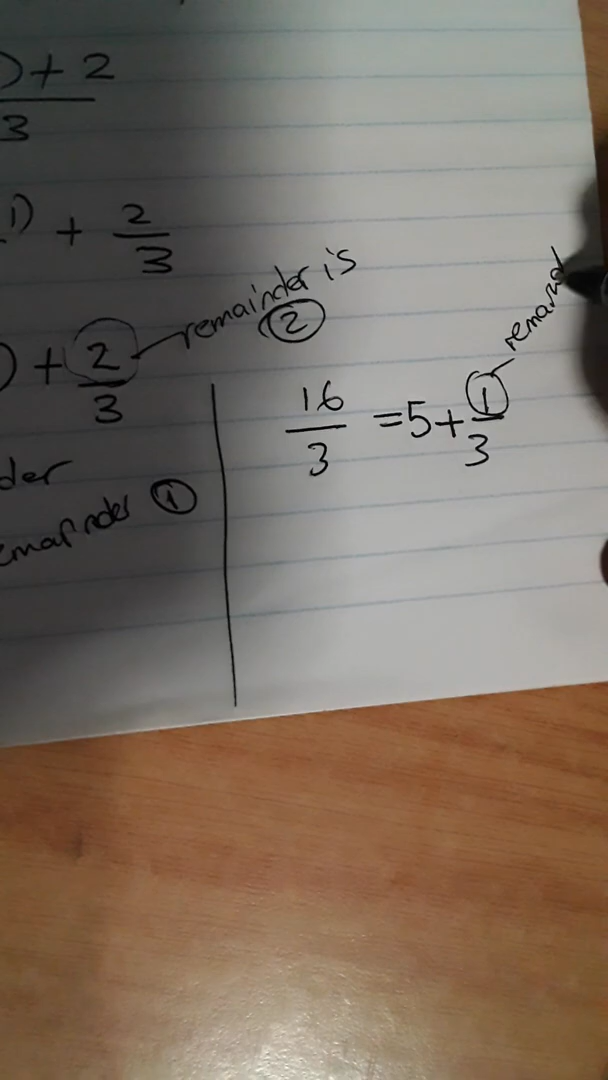 ) + 2
3
1) + 2
3
) + 2 remainder is
3 2
der
remainder 1
16 = 5 + 1
3 3